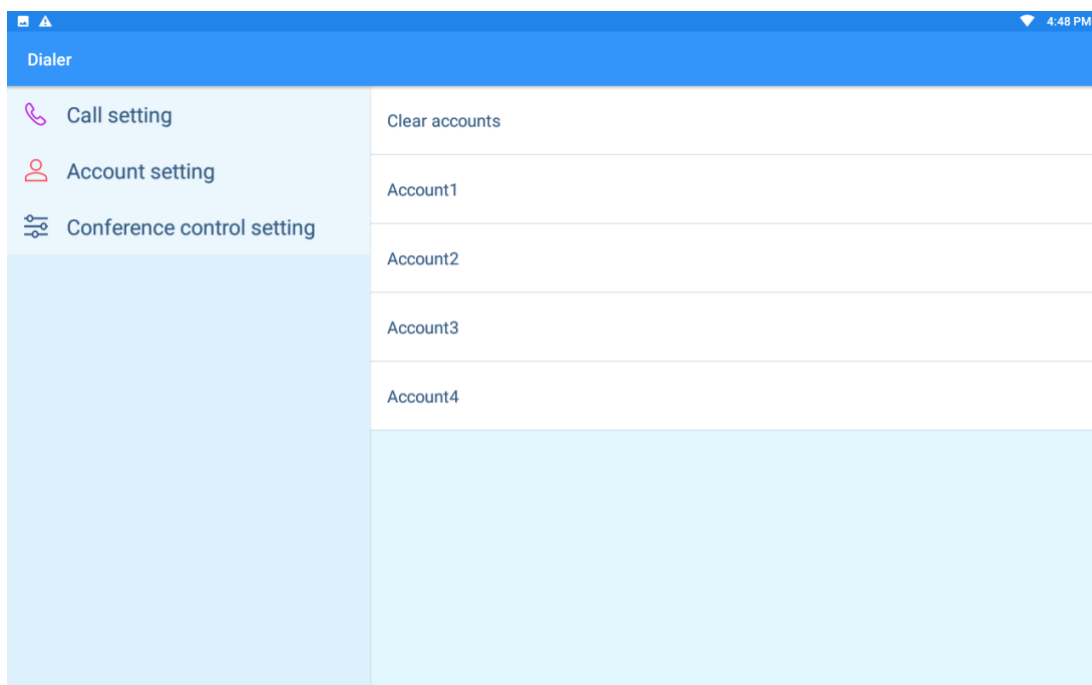 4:48 PM
Dialer
Call setting
Account setting
Conference control setting
Clear accounts
Account1
Account2
Account3
Account4